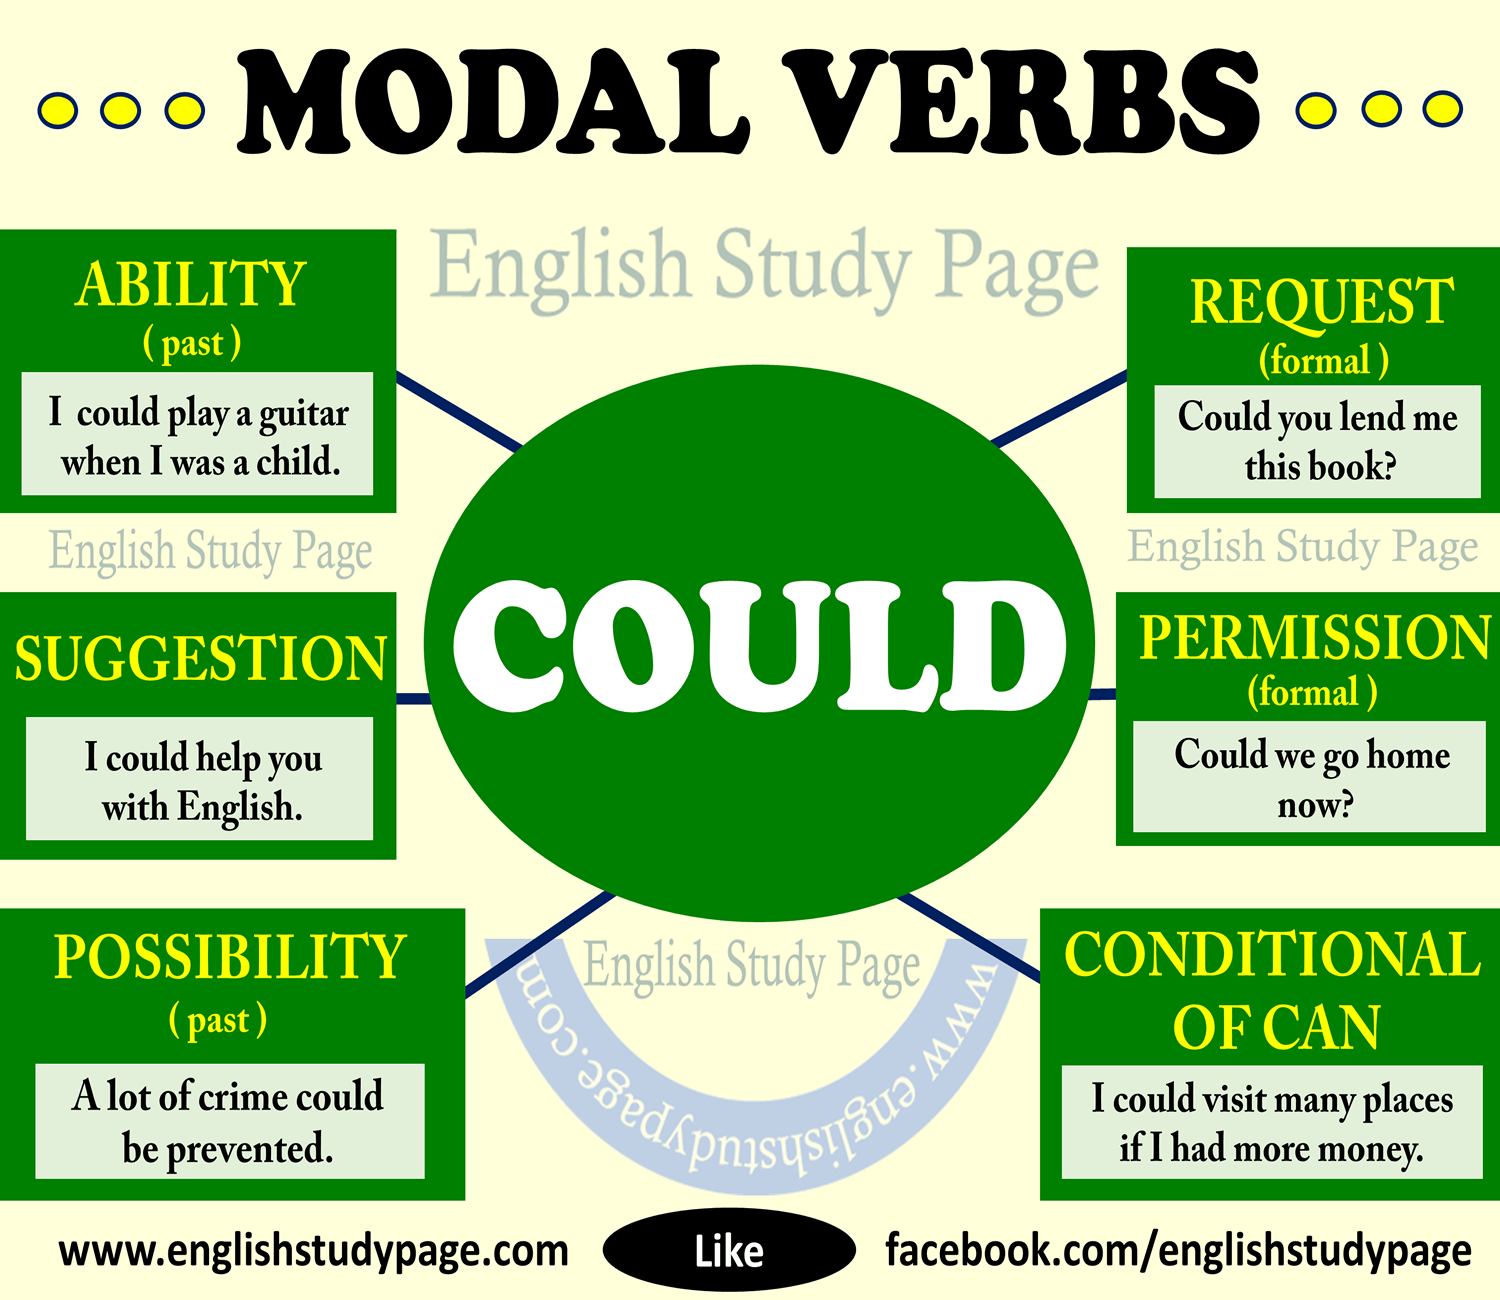 MODAL VERBS
English Study Page
ABILITY
( past )
I could play a guitar
when I was a child.
REQUEST
(formal )
Could you lend me
this book?
English Study Page
English Study Page
SUGGESTION
I could help you
with English.
COULD
PERMISSION
(formal )
Could we go home
now?
POSSIBILITY
( past )
A lot of crime could
be prevented.
English Study Page
www.englishstudypage.com
CONDITIONAL
OF CAN
I could visit many places
if I had more money.
www.englishstudypage.com
Like
facebook.com/englishstudypage